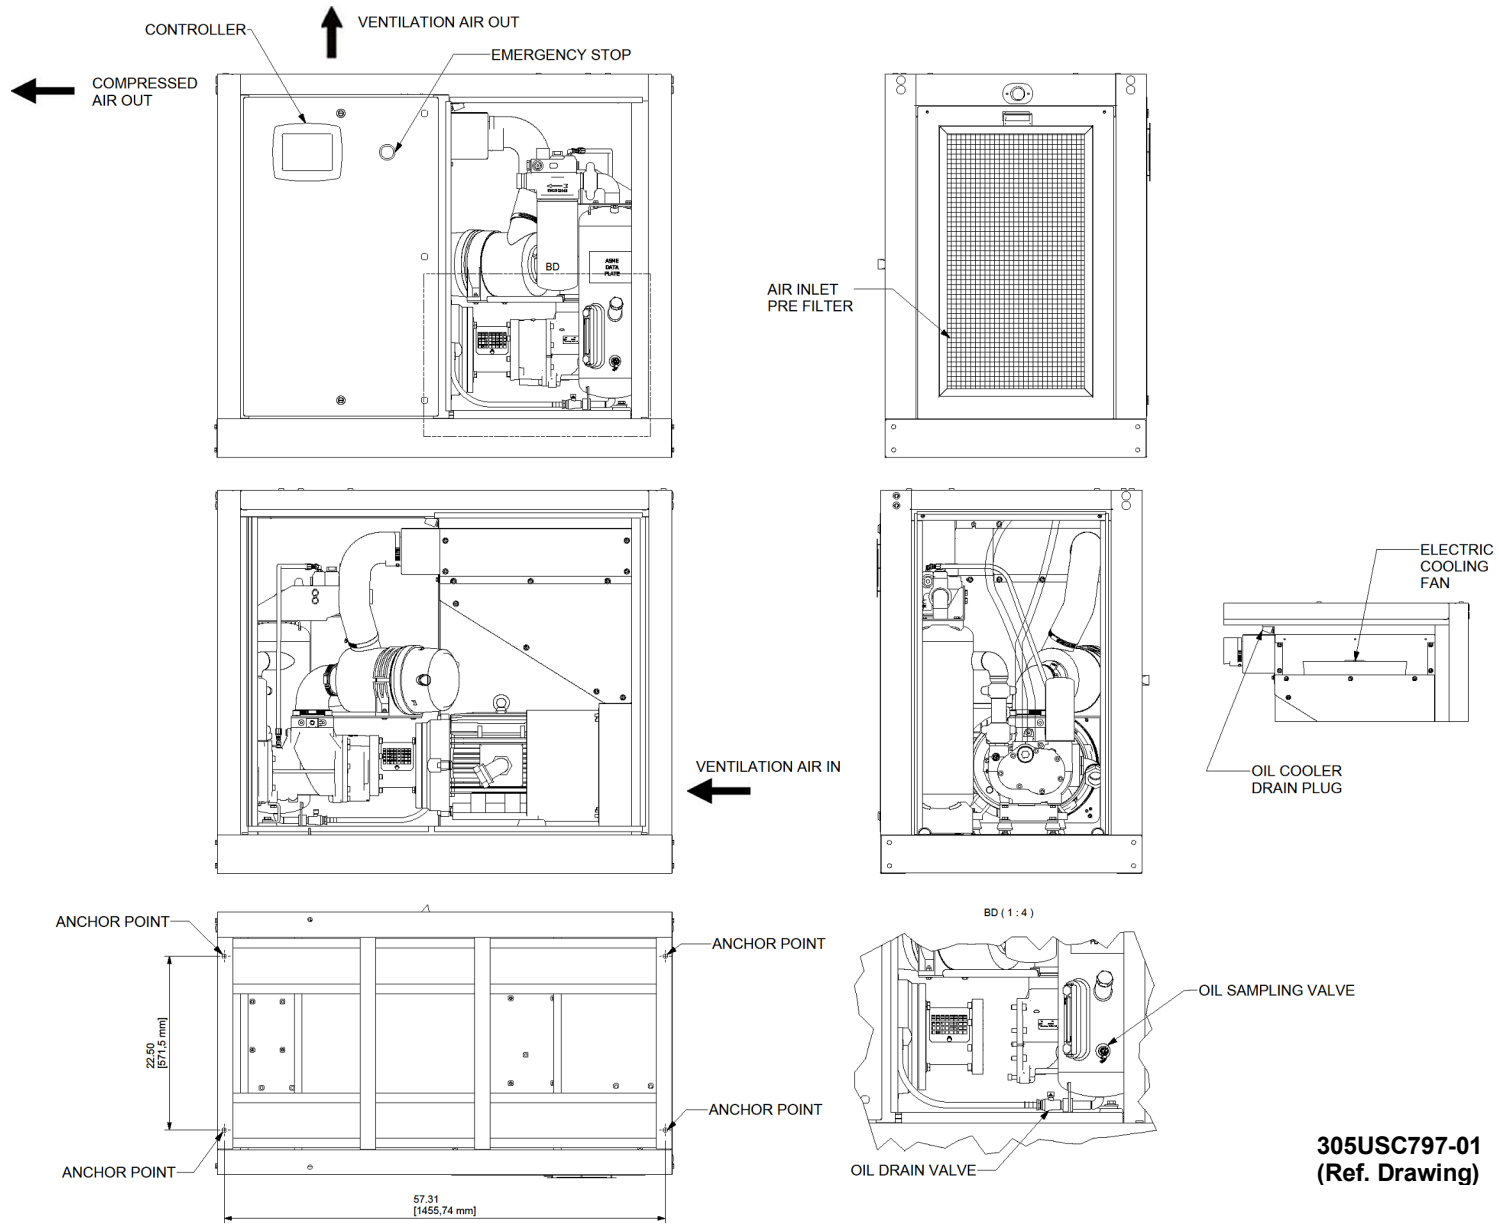 VENTILATION AIR OUT
CONTROLLER
EMERGENCY STOP
COMPRESSED
AIR OUT
BD
ASME
DATA
PLATE
AIR INLET
PRE FILTER
ELECTRIC
COOLING
FAN
VENTILATION AIR IN
OIL COOLER
DRAIN PLUG
ANCHOR POINT
ANCHOR POINT
BD ( 1 : 4 )
OIL SAMPLING VALVE
22.50
[571,5 mm]
ANCHOR POINT
ANCHOR POINT
OIL DRAIN VALVE
57.31
[1455,74 mm]
305USC797-01
(Ref. Drawing)